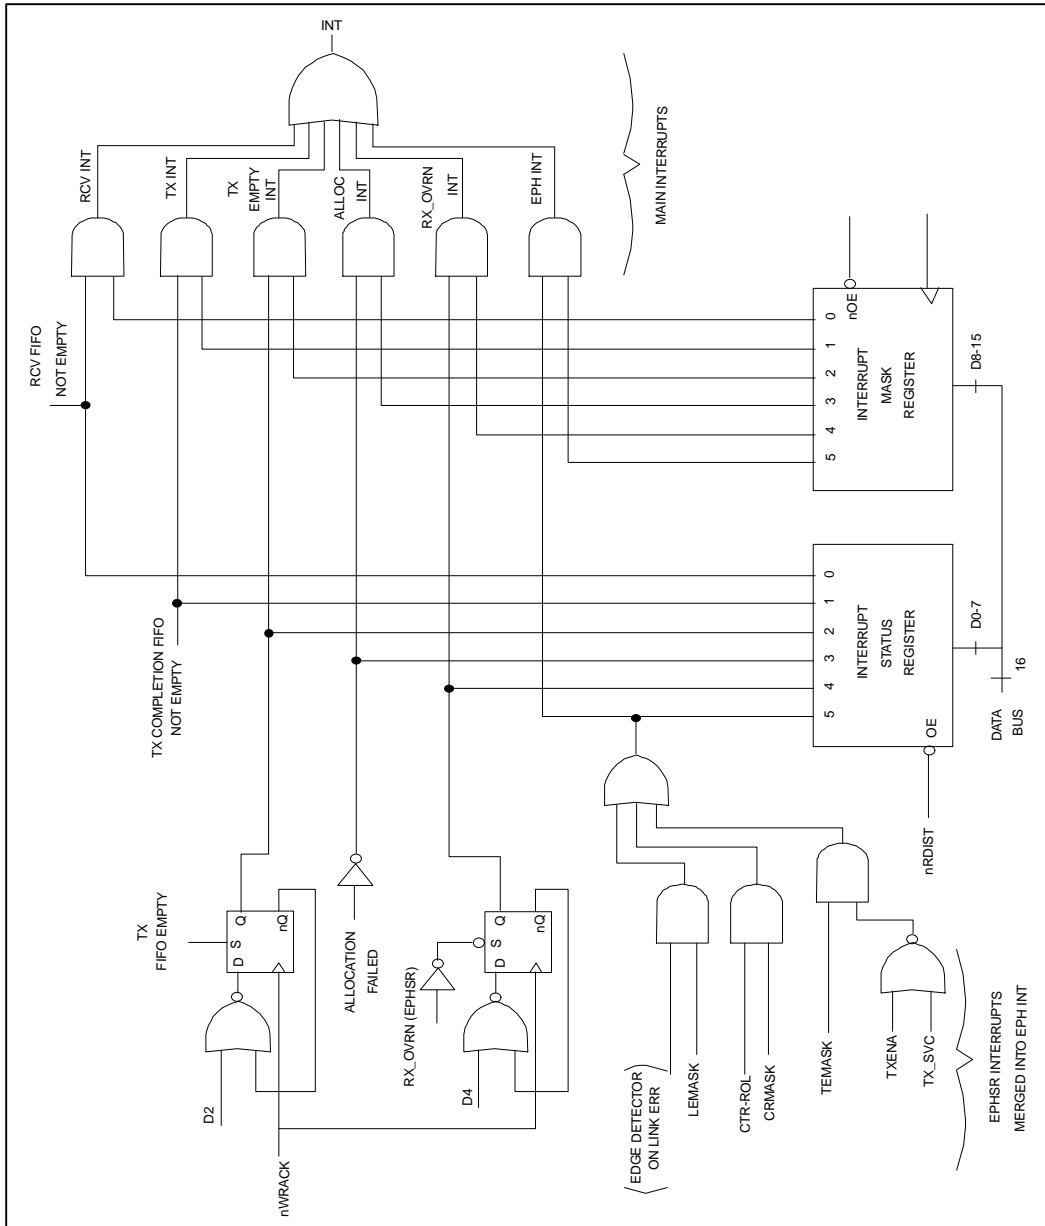 INT
RCV INT
TX INT
TX
EMPTY
INT
ALLOC
INT
RX_OVRN
INT
EPH INT
MAIN INTERRUPTS
RCV FIFO
NOT EMPTY
0
1
2
3
4
5
nOE
INTERRUPT
MASK
REGISTER
D8-15
TX COMPLETION FIFO
NOT EMPTY
0
1
2
3
4
5
INTERRUPT
STATUS
REGISTER
OE
D0-7
16
DATA
BUS
nRDIST
TX
FIFO EMPTY
S
D
Q
nQ
D2
nWRACK
ALLOCATION
FAILED
RX_OVRN (EPHSR)
S
D
Q
nQ
D4
EDGE DETECTOR
ON LINK ERR
LEMASK
CTR-ROL
CRMASK
TEMASK
TXENA
TX_SVC
EPHSR INTERRUPTS
MERGED INTO EPH INT